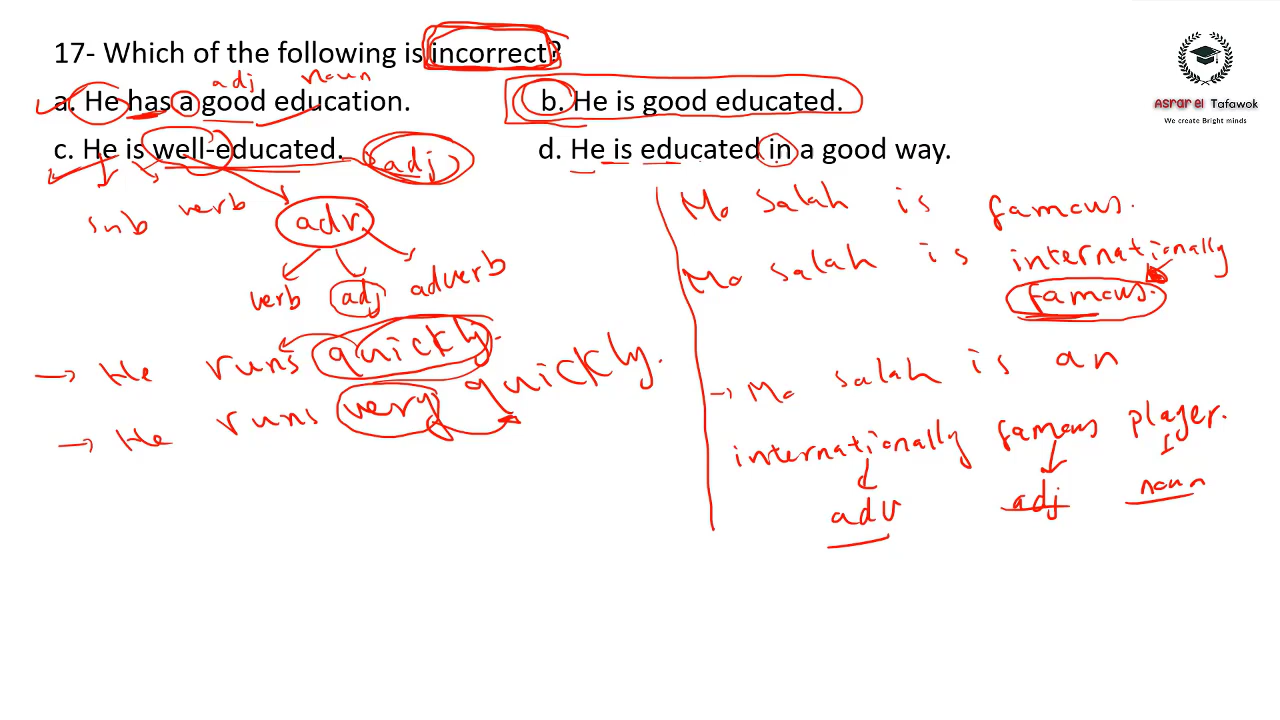 17- Which of the following is incorrect?
adj noun
a. He has a good education. b. He is good educated.
c. He is well-educated. adj d. He is educated in a good way.
sub verb adv.
verb adj adverb
→ He runs quickly.
→ He runs very quickly.
Mo Salah is famous.
Mo Salah is internationally
famous.
→ Mo Salah is an
internationally famous player.
adv adj noun
Asrar el Tafawok
We create Bright minds